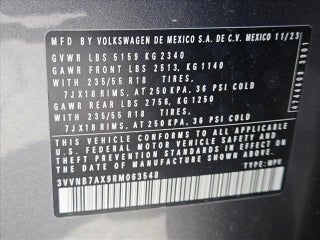 MFD BY VOLKSWAGEN DE MEXICO S.A. DE C.V. MEXICO 11/23
GVWR LBS 5159 KG 2340
GAWR FRONT LBS 2513, KG 1140
WITH 235/55 R18 TIRES,
7JX18 RIMS, AT 250 KPA, 36 PSI COLD
GAWR REAR LBS 2756, KG 1250
WITH 235/55 R18 TIRES,
7JX18 RIMS, AT 250 KPA, 36 PSI COLD
THIS VEHICLE CONFORMS TO ALL APPLICABLE
U.S. FEDERAL MOTOR VEHICLE SAFETY AND
THEFT PREVENTION STANDARDS IN EFFECT ON THE
DATE OF MANUFACTURE SHOWN ABOVE.
3VVNB7AX9RM063548
TYPE: MPV